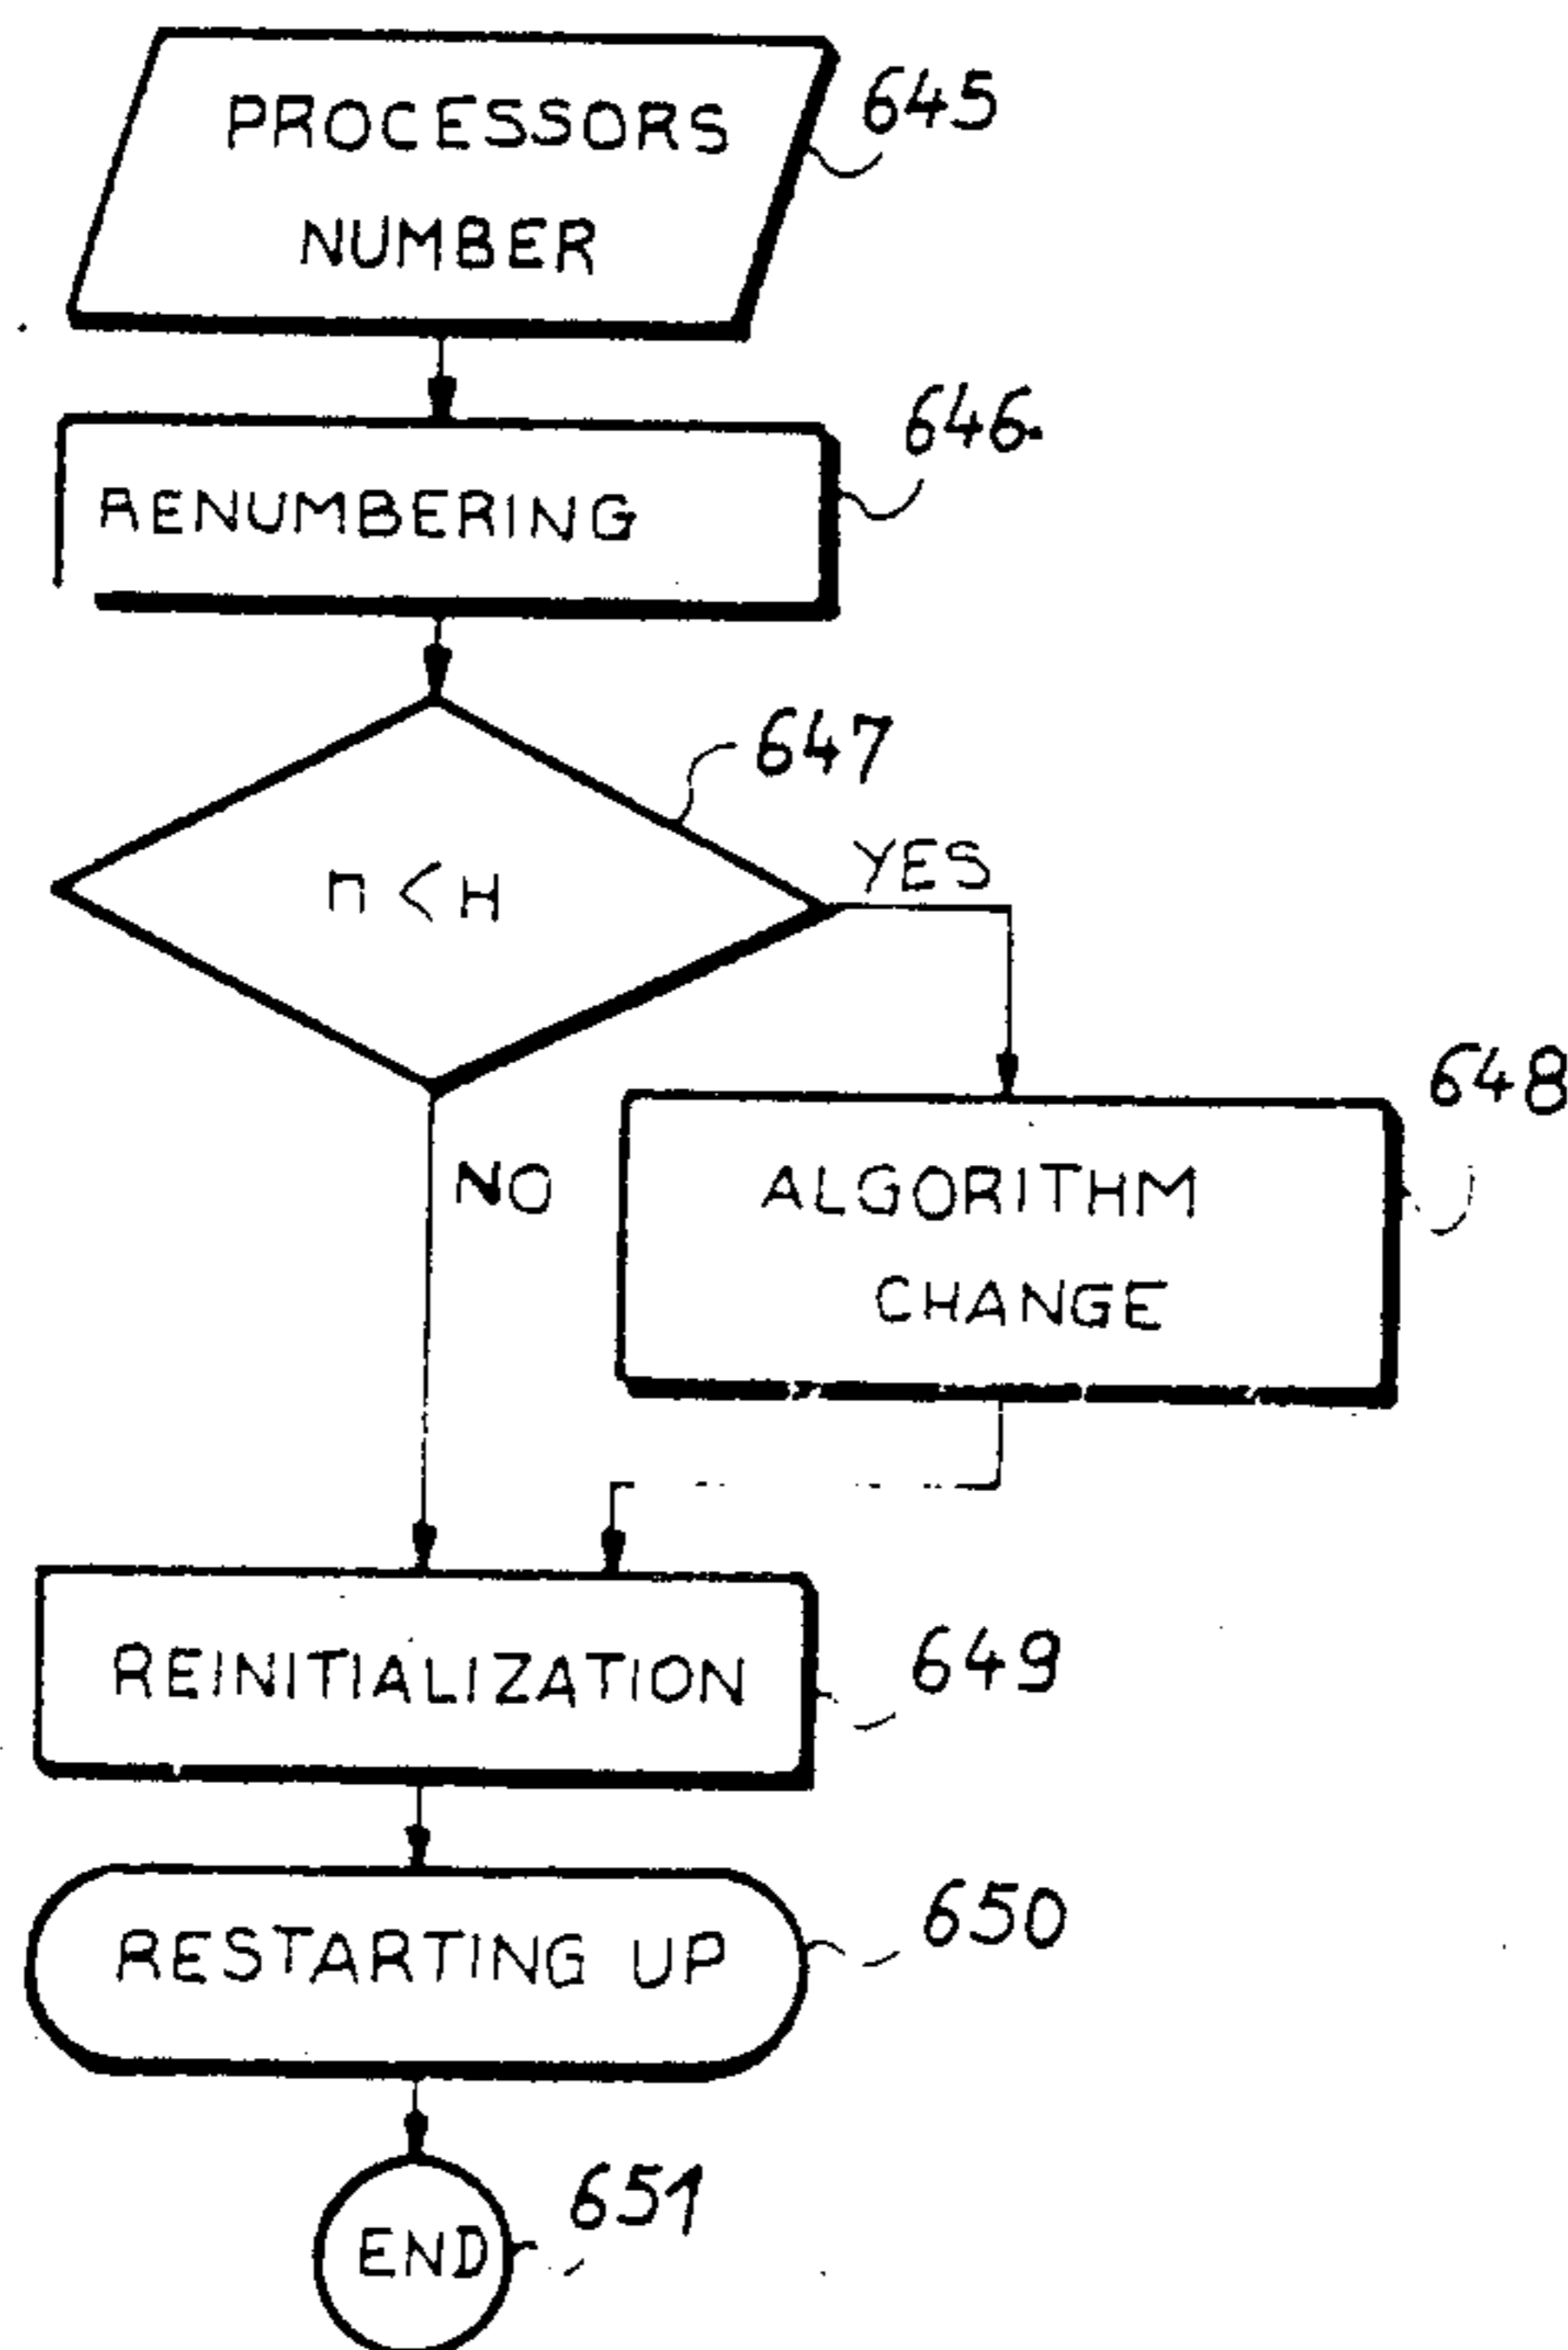 PROCESSORS
NUMBER
645
RENUMBERING
646
n < H
647
YES
NO
ALGORITHM
CHANGE
648
REINITIALIZATION
649
RESTARTING UP
650
END
651